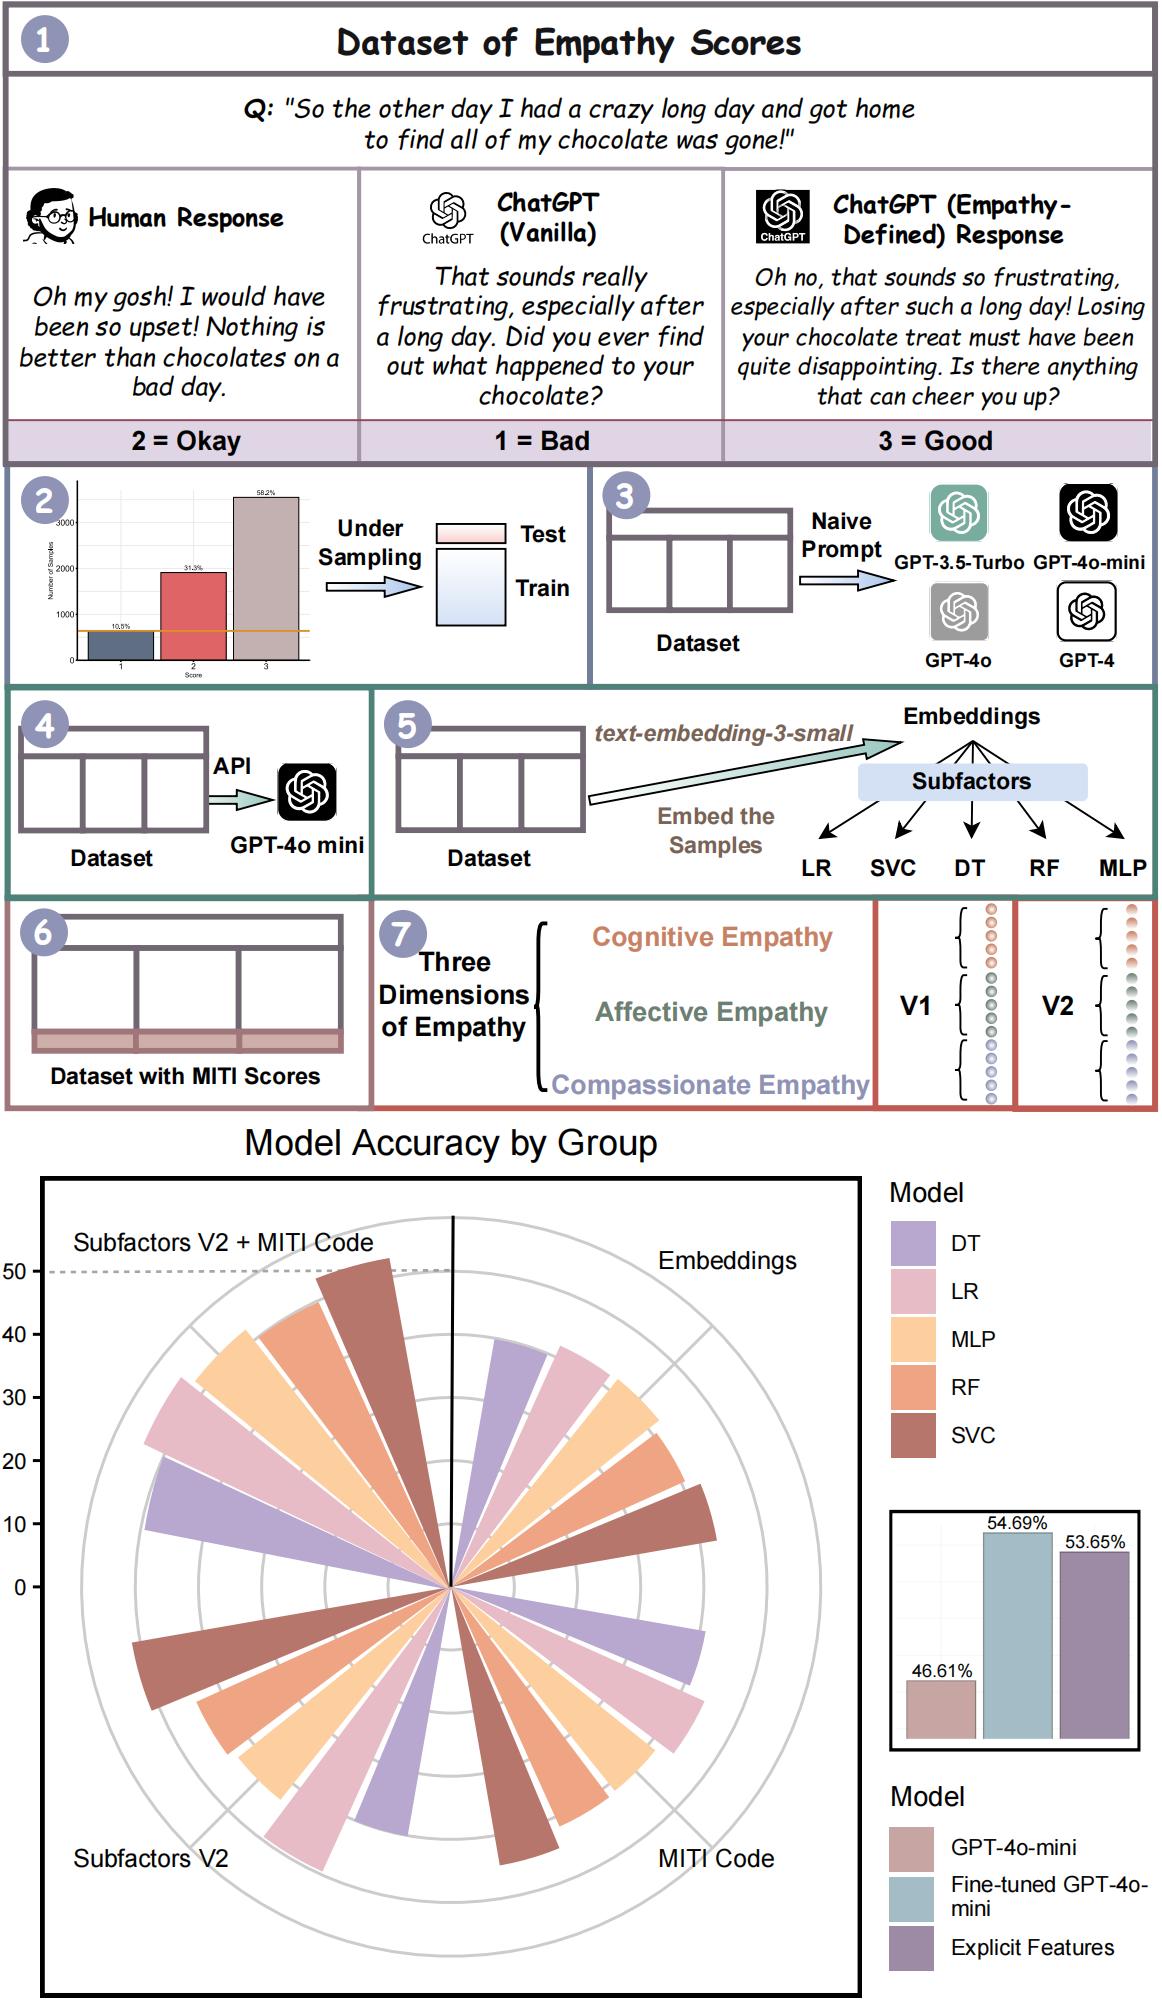 1
Dataset of Empathy Scores
Q: "So the other day I had a crazy long day and got home
to find all of my chocolate was gone!"
Human Response
Oh my gosh! I would have
been so upset! Nothing is
better than chocolates on a
bad day.
2 = Okay
ChatGPT
ChatGPT
(Vanilla)
That sounds really
frustrating, especially after
a long day. Did you ever find
out what happened to your
chocolate?
1 = Bad
ChatGPT
ChatGPT (Empathy-
Defined) Response
Oh no, that sounds so frustrating,
especially after such a long day! Losing
your chocolate treat must have been
quite disappointing. Is there anything
that can cheer you up?
3 = Good
2
Number of Samples
3000
2000
1000
0
10.5%
31.3%
58.2%
1
2
3
Score
Under
Sampling
Test
Train
3
Dataset
Naive
Prompt
GPT-3.5-Turbo
GPT-4o-mini
GPT-4o
GPT-4
4
Dataset
API
GPT-4o mini
5
Dataset
text-embedding-3-small
Embed the
Samples
Embeddings
Subfactors
LR
SVC
DT
RF
MLP
6
Dataset with MITI Scores
7
Three
Dimensions
of Empathy
Cognitive Empathy
Affective Empathy
Compassionate Empathy
V1
V2
Model Accuracy by Group
Subfactors V2 + MITI Code
Embeddings
50
40
30
20
10
0
Subfactors V2
MITI Code
Model
DT
LR
MLP
RF
SVC
46.61%
54.69%
53.65%
Model
GPT-4o-mini
Fine-tuned GPT-4o-
mini
Explicit Features